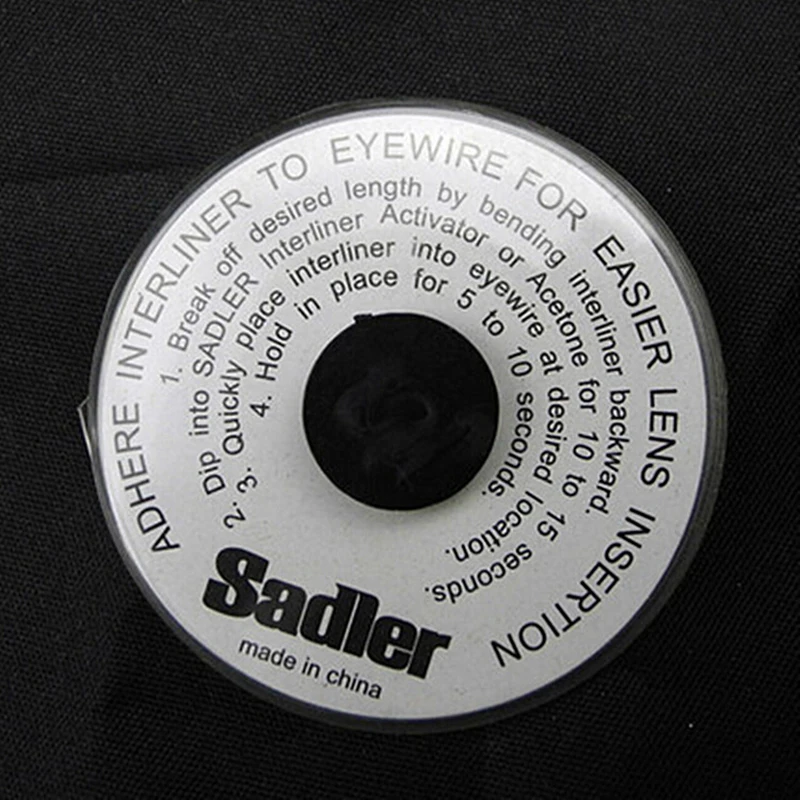 ADHERE INTERLINER TO EYEWIRE FOR EASIER LENS INSERTION
1. Break off desired length by bending interliner backward.
2. Dip into SADLER Interliner Activator or Acetone for 10 to 15 seconds.
3. Quickly place interliner into eyewire at desired location.
4. Hold in place for 5 to 10 seconds.
Sadler
made in china